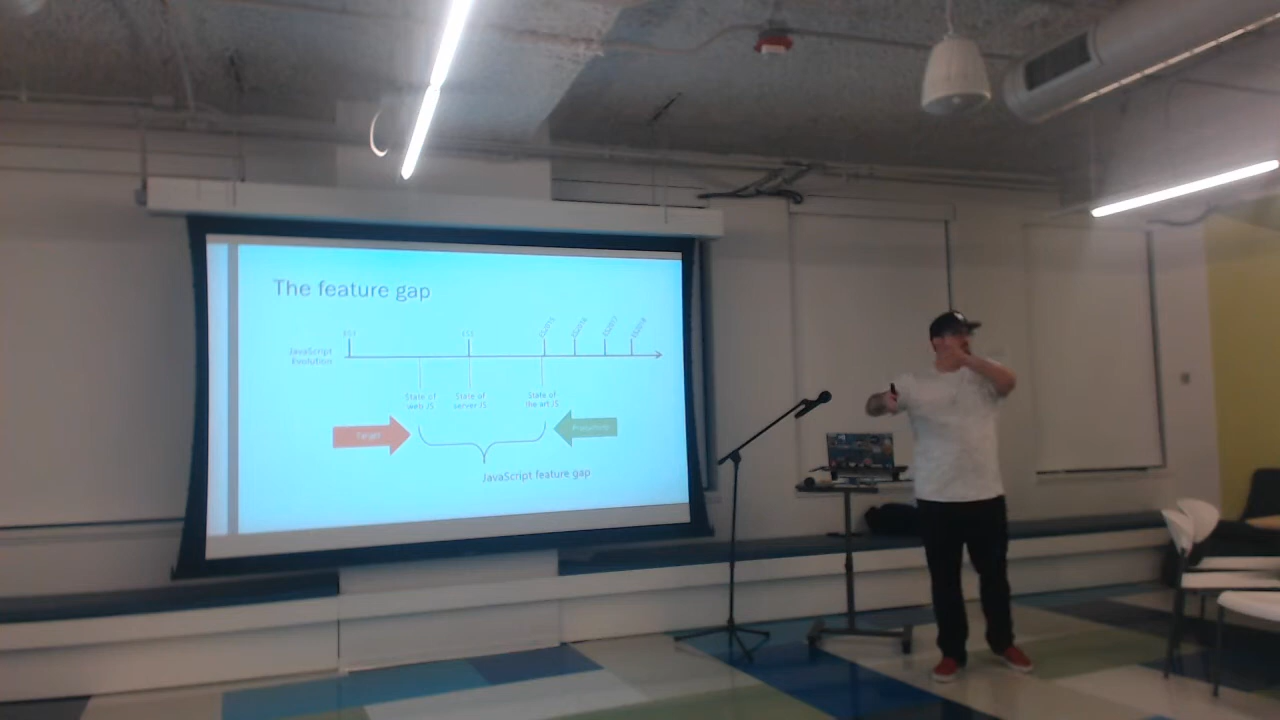 The feature gap
ES3
ES5
ES2015
ES2016
ES2017
ES2018
JavaScript
Evolution
State of
web JS
State of
server JS
State of
the art JS
Target
JavaScript feature gap